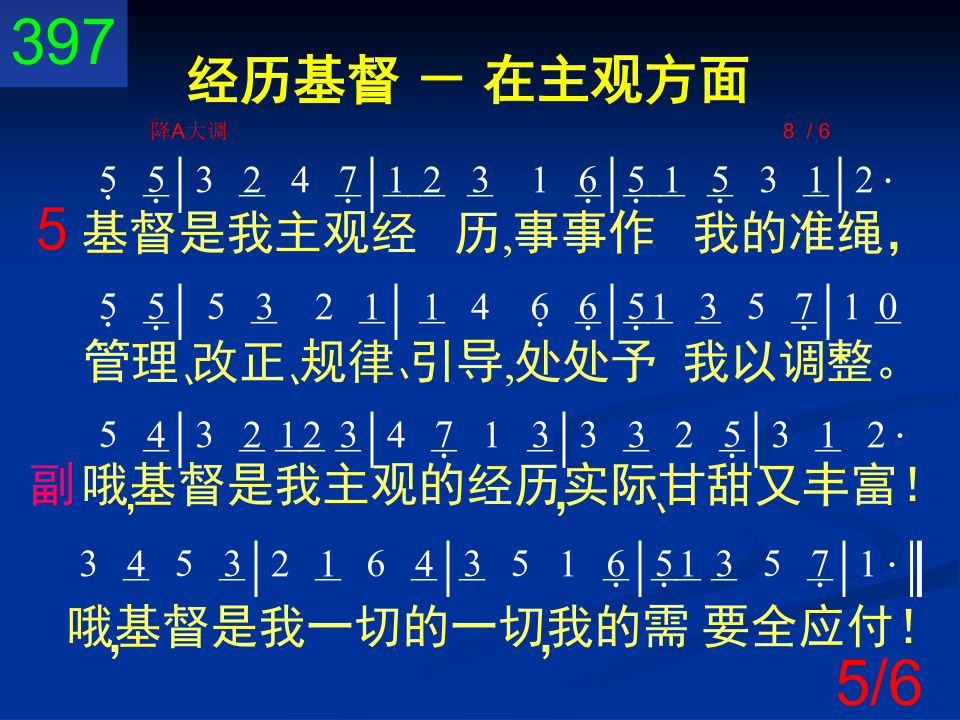 397
经历基督 － 在主观方面
降A大调 8 / 6
5 5 | 3 2 4 7 | 1 2 3 1 6 | 5 1 5 3 1 | 2 ·
5 基督是我主观经 历,事事作 我的准绳，
5 5 | 5 3 2 1 | 1 4 6 6 | 5 1 3 5 7 | 1 0
管理、改正、规律、引导,处处予 我以调整。
5 4 | 3 2 1 2 3 | 4 7 1 3 | 3 3 2 5 | 3 1 2 ·
副 哦,基督是我主观的经历,实际、甘甜又丰富！
3 4 5 3 | 2 1 6 4 | 3 5 1 6 | 5 1 3 5 7 | 1 · ‖
哦,基督是我一切的一切,我的需 要全应付！
5/6